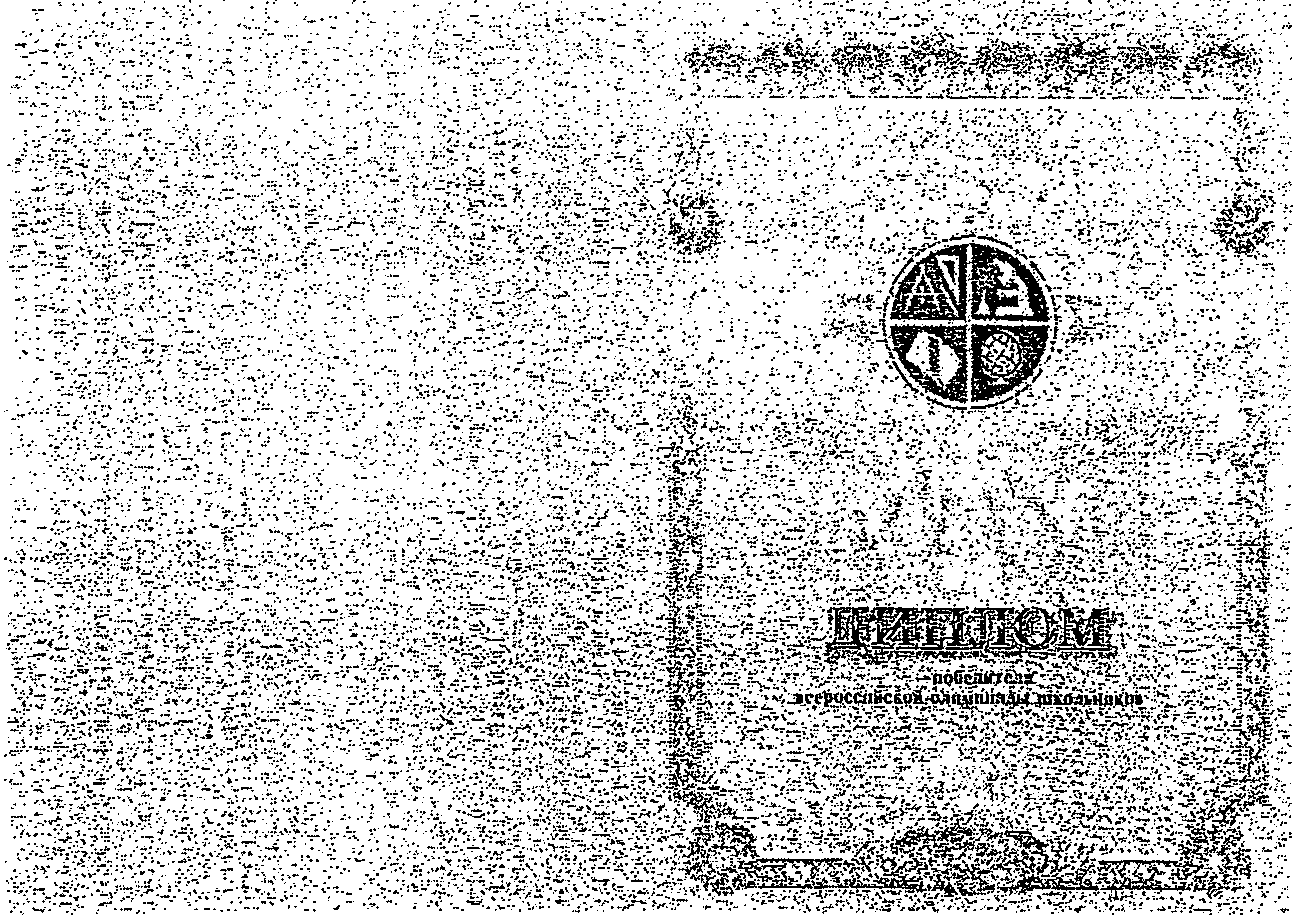 ДИПЛОМ
победителя
всероссийской олимпиады школьников